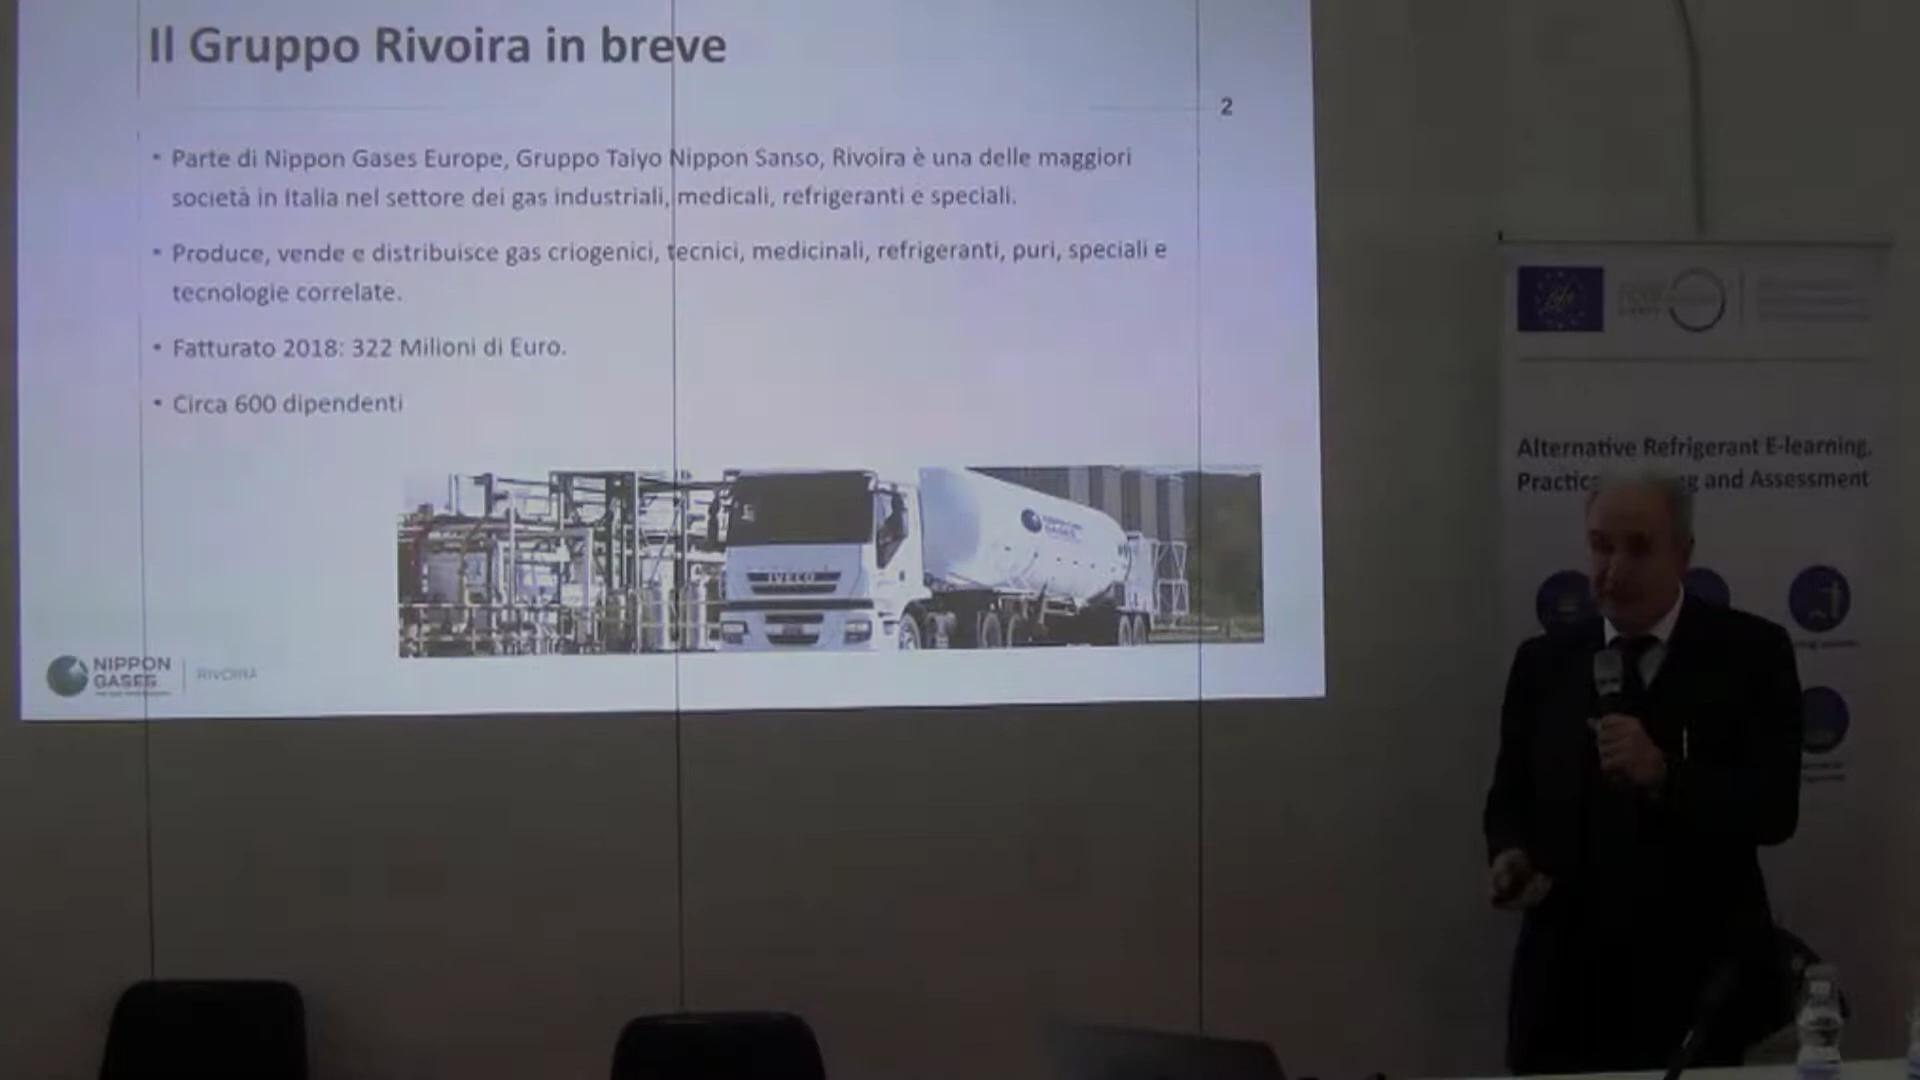 Il Gruppo Rivoira in breve
2
• Parte di Nippon Gases Europe, Gruppo Taiyo Nippon Sanso, Rivoira è una delle maggiori
società in Italia nel settore dei gas industriali, medicali, refrigeranti e speciali.
• Produce, vende e distribuisce gas criogenici, tecnici, medicinali, refrigeranti, puri, speciali e
tecnologie correlate.
• Fatturato 2018: 322 Milioni di Euro.
• Circa 600 dipendenti
IVECO
NIPPON
GASES
NIPPON
GASES
RIVOIRA
Alternative Refrigerant E-learning,
and Assessment